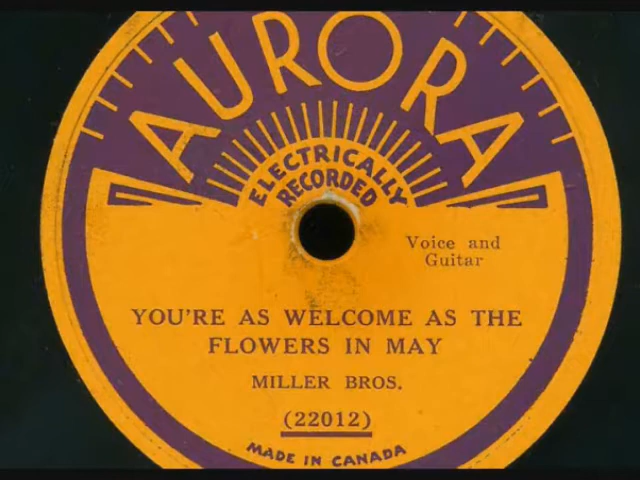 AURORA
ELECTRICALLY
RECORDED
Voice and
Guitar
YOU'RE AS WELCOME AS THE
FLOWERS IN MAY
MILLER BROS.
(22012)
MADE IN CANADA